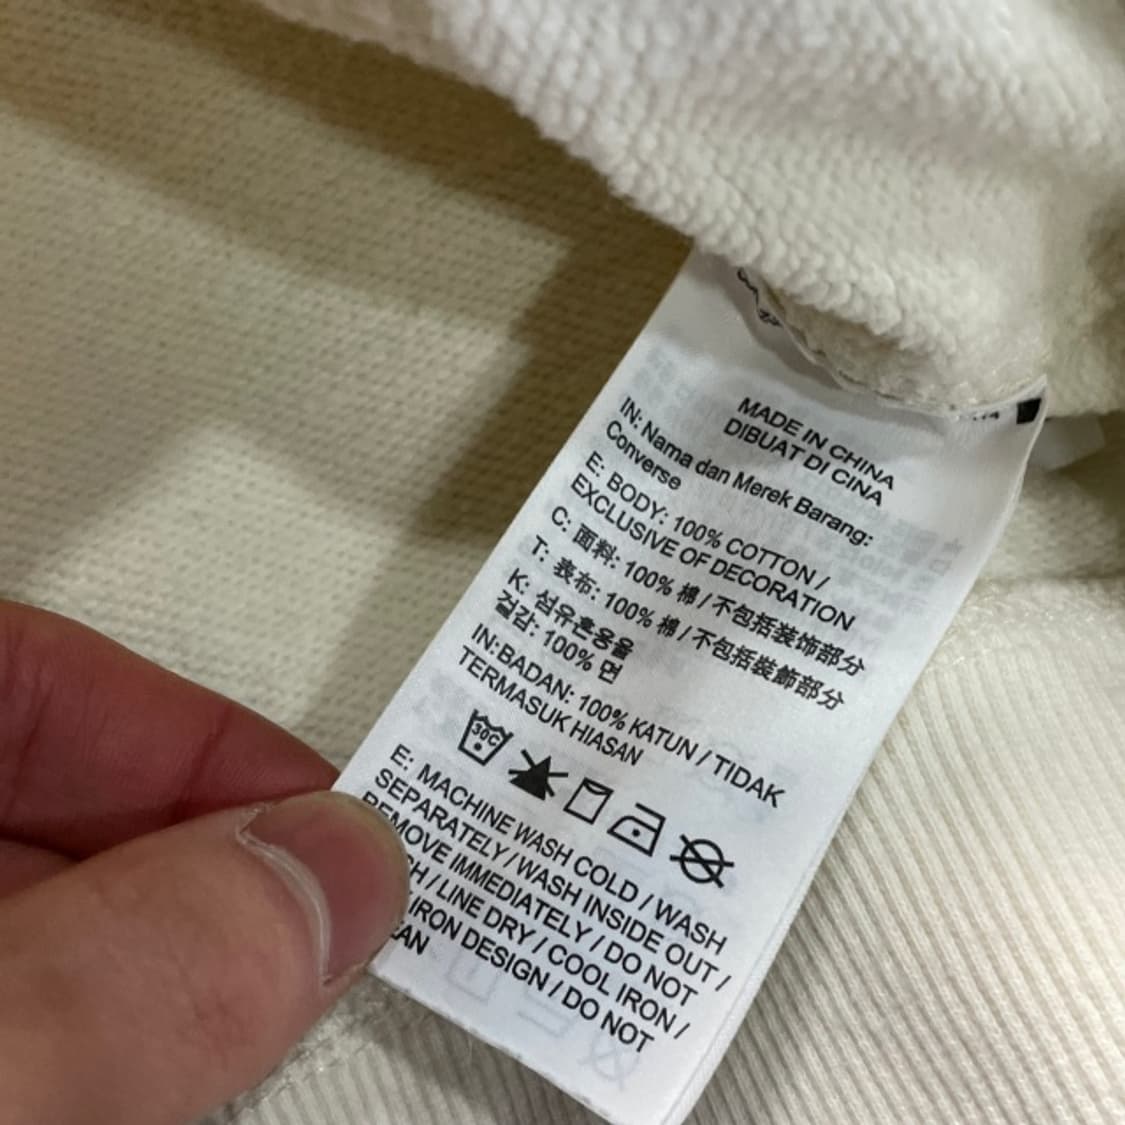 MADE IN CHINA
DIBUAT DI CINA
IN: Nama dan Merek Barang:
Converse
E: BODY: 100% COTTON /
EXCLUSIVE OF DECORATION
C: 面料: 100% 棉 / 不包括装饰部分
T: 表布: 100% 棉 / 不包括裝飾部分
K: 섬유혼용율
겉감: 100% 면
IN:BADAN: 100% KATUN / TIDAK
TERMASUK HIASAN
30C
E: MACHINE WASH COLD / WASH
SEPARATELY / WASH INSIDE OUT /
REMOVE IMMEDIATELY / DO NOT
CH / LINE DRY / COOL IRON /
IRON DESIGN / DO NOT
EAN